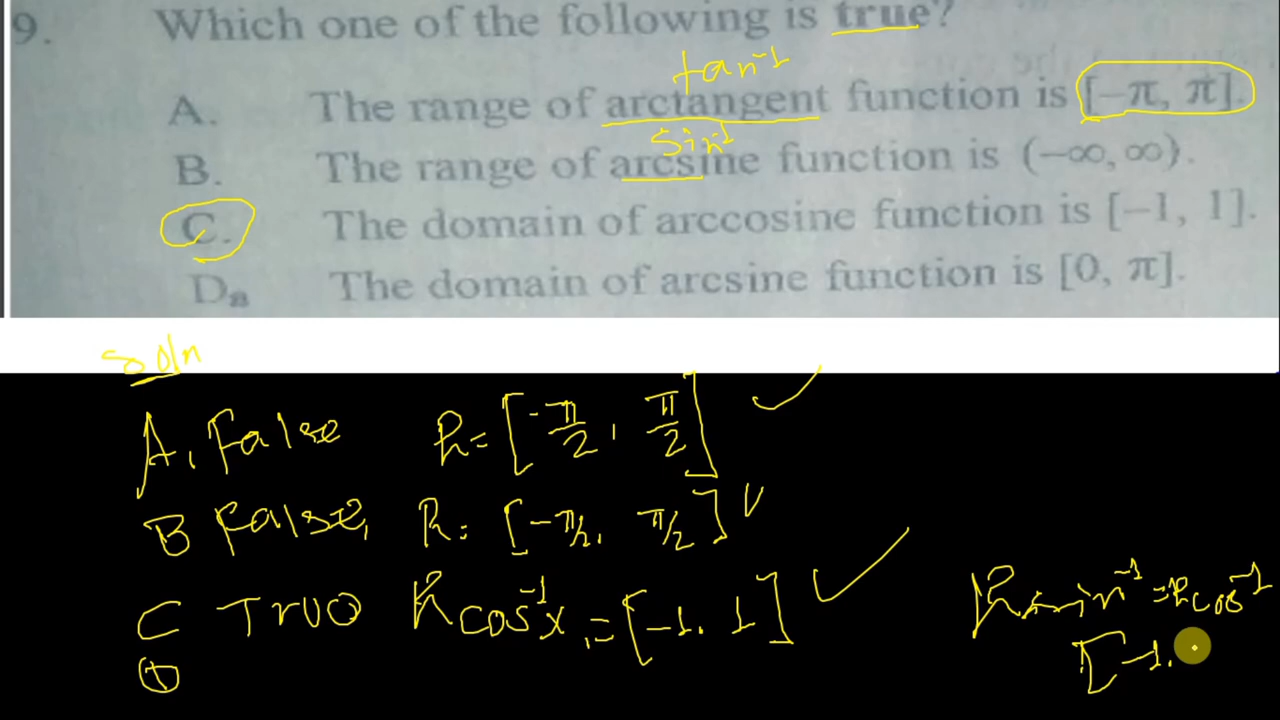 9. Which one of the following is true?
tan⁻¹
A. The range of arctangent function is [−π, π].
sin⁻¹
B. The range of arcsine function is (−∞, ∞).
C. The domain of arccosine function is [−1, 1].
D. The domain of arcsine function is [0, π].
Soln
A, False R = [-π/2, π/2] ✓
B False, R = [-π/2, π/2] ✓
C True R cos⁻¹x, = [-1, 1] ✓
R sin⁻¹ = R cos⁻¹
D [-1,